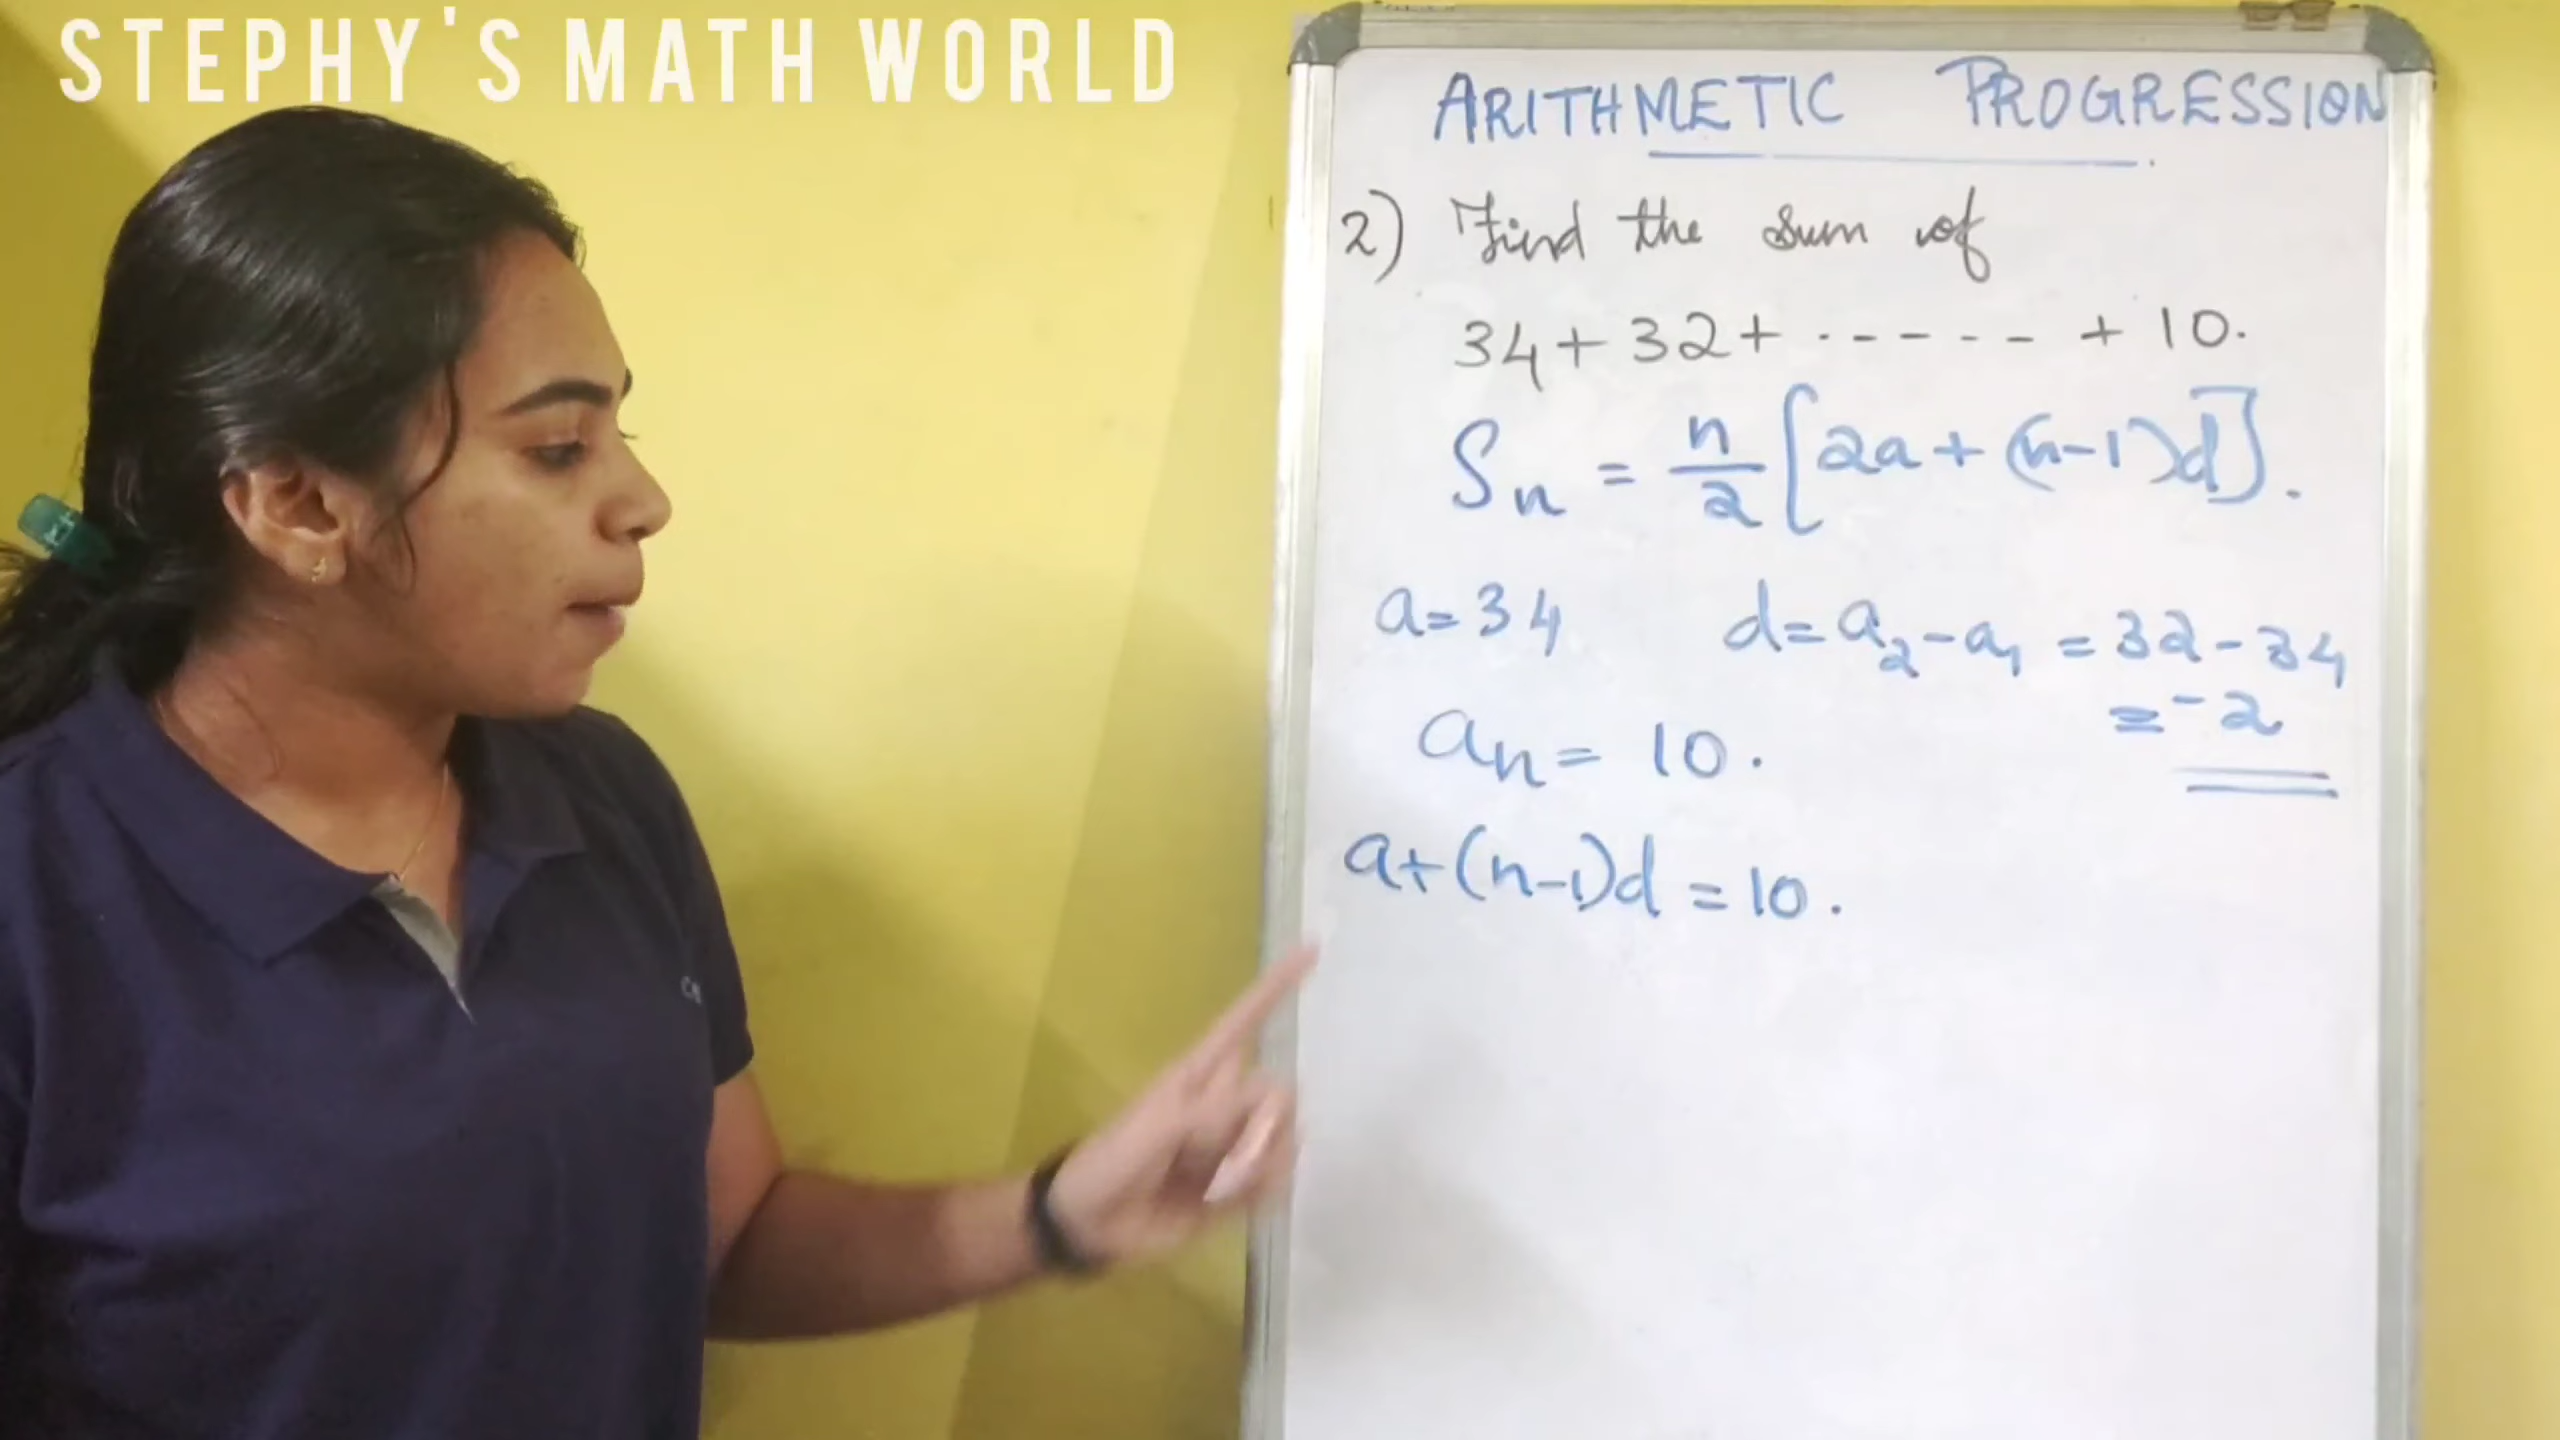 STEPHY'S MATH WORLD
ARITHMETIC PROGRESSION
2) Find the sum of
34 + 32 + ------ + 10.
Sn = n/2 [2a + (n-1)d].
a = 34 d = a₂ - a₁ = 32 - 34
= -2
an = 10.
a + (n-1)d = 10.